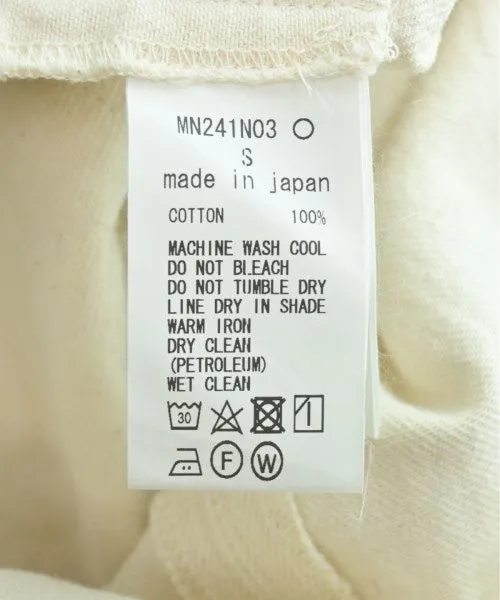 MN241N03 ○
S
made in japan
COTTON 100%
MACHINE WASH COOL
DO NOT BLEACH
DO NOT TUMBLE DRY
LINE DRY IN SHADE
WARM IRON
DRY CLEAN
(PETROLEUM)
WET CLEAN
30
F W